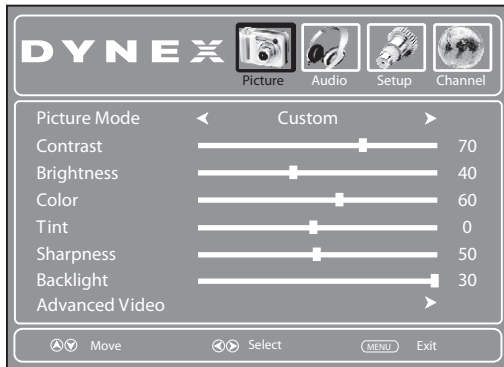 DYNEX
Picture Audio Setup Channel
Picture Mode Custom
Contrast 70
Brightness 40
Color 60
Tint 0
Sharpness 50
Backlight 30
Advanced Video
Move Select MENU Exit